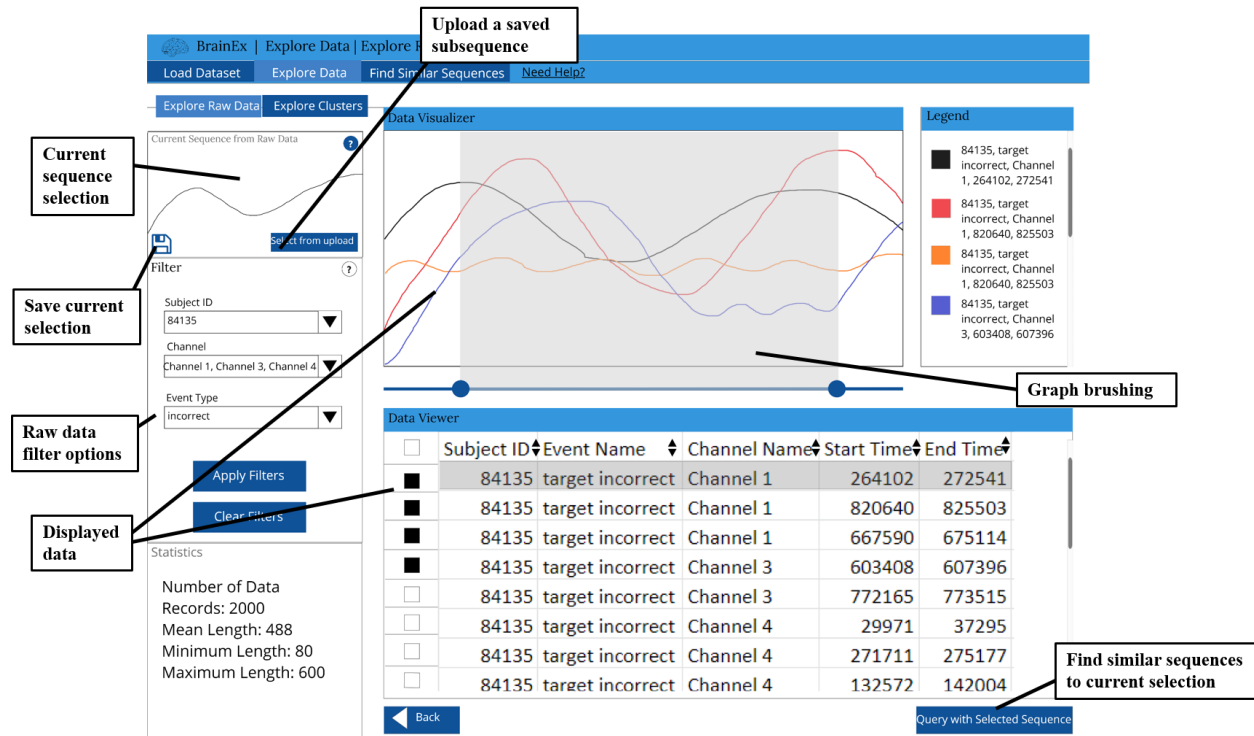 Upload a saved
subsequence
BrainEx | Explore Data | Explore R
Load Dataset
Explore Data
Find Similar Sequences
Need Help?
Explore Raw Data
Explore Clusters
Current Sequence from Raw Data
?
Select from upload
Current
sequence
selection
Save current
selection
Filter
?
Subject ID
84135
Channel
Channel 1, Channel 3, Channel 4
Event Type
incorrect
Raw data
filter options
Apply Filters
Clear Filters
Displayed
data
Statistics
Number of Data
Records: 2000
Mean Length: 488
Minimum Length: 80
Maximum Length: 600
Data Visualizer
Legend
84135, target
incorrect, Channel
1, 264102, 272541
84135, target
incorrect, Channel
1, 820640, 825503
84135, target
incorrect, Channel
1, 820640, 825503
84135, target
incorrect, Channel
3, 603408, 607396
Graph brushing
Data Viewer
Subject ID Event Name Channel Name Start Time End Time
84135 target incorrect Channel 1 264102 272541
84135 target incorrect Channel 1 820640 825503
84135 target incorrect Channel 1 667590 675114
84135 target incorrect Channel 3 603408 607396
84135 target incorrect Channel 3 772165 773515
84135 target incorrect Channel 4 29971 37295
84135 target incorrect Channel 4 271711 275177
84135 target incorrect Channel 4 132572 142004
Find similar sequences
to current selection
Back
Query with Selected Sequence